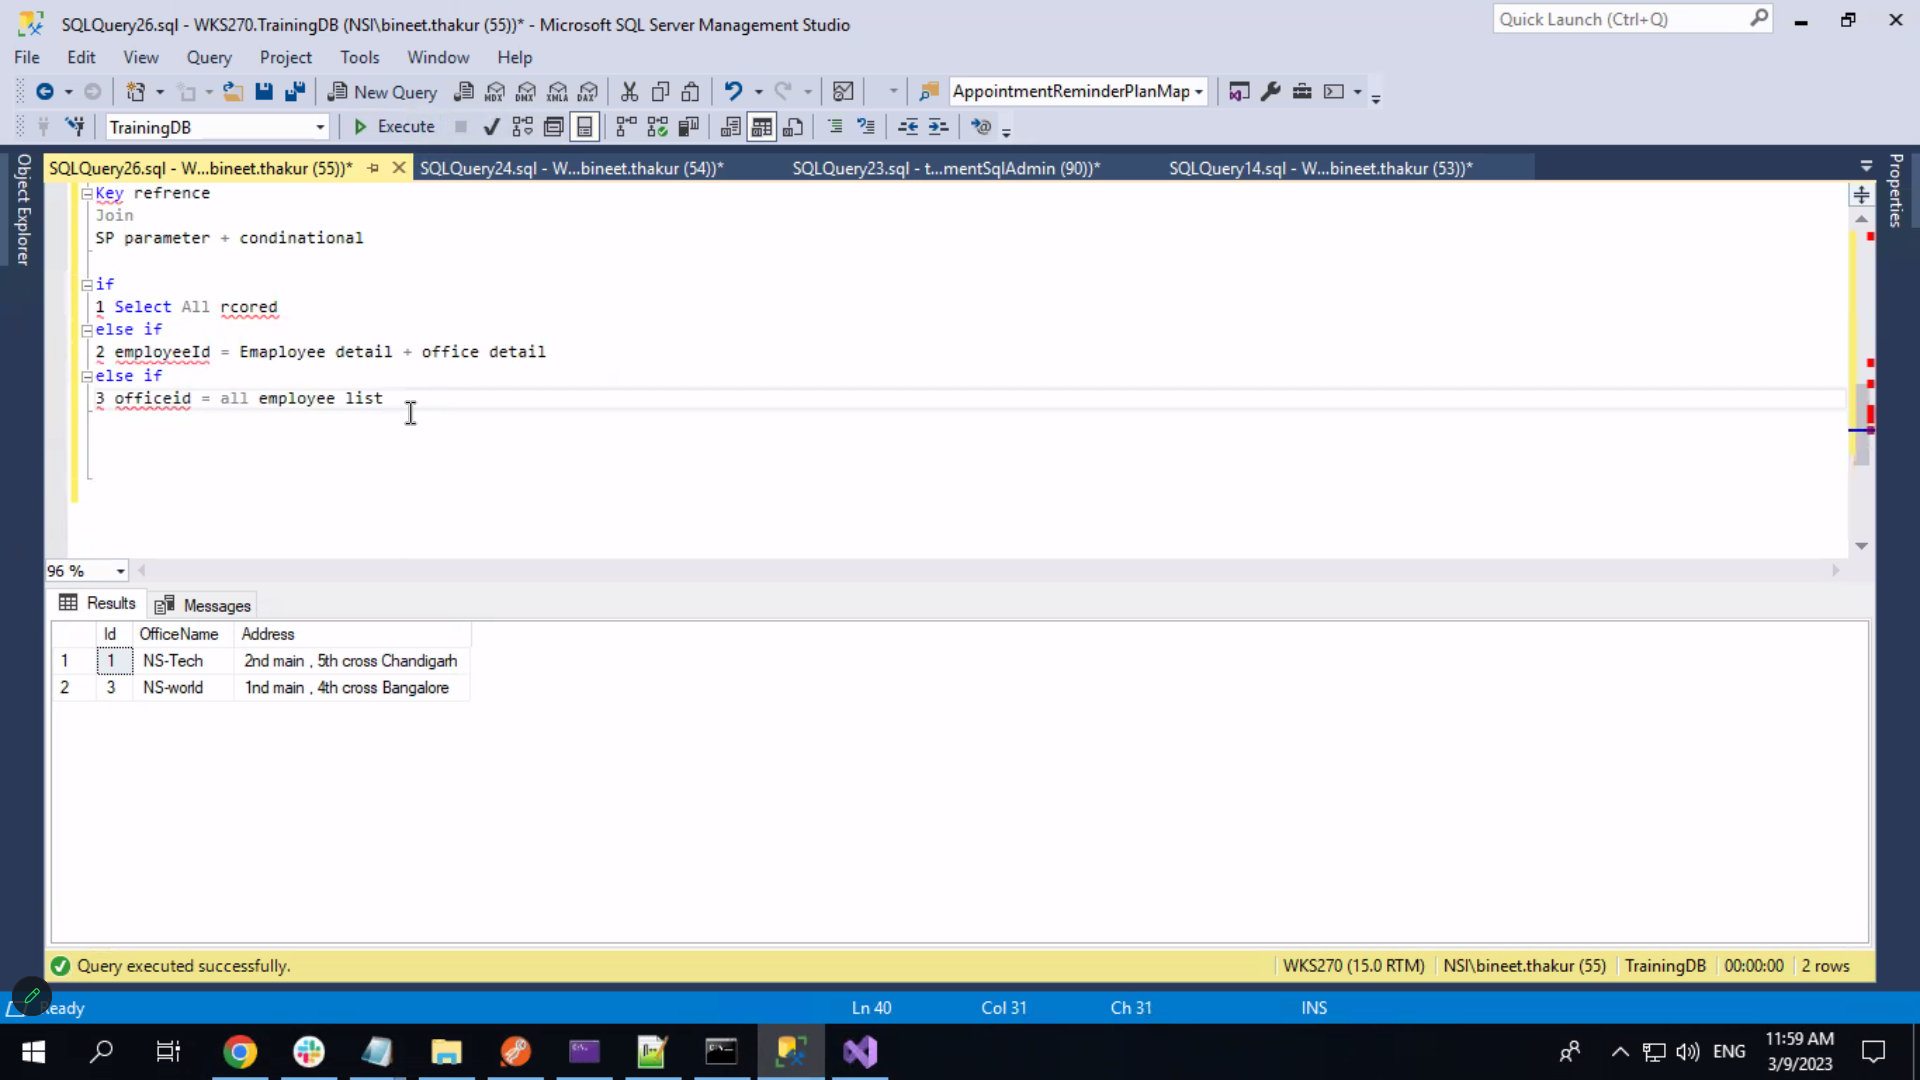 SQLQuery26.sql - WKS270.TrainingDB (NSI\bineet.thakur (55))* - Microsoft SQL Server Management Studio
Quick Launch (Ctrl+Q)
File Edit View Query Project Tools Window Help
New Query MDX DMX XMLA DAX AppointmentReminderPlanMap
TrainingDB Execute
SQLQuery26.sql - W...bineet.thakur (55))* SQLQuery24.sql - W...bineet.thakur (54))* SQLQuery23.sql - t...mentSqlAdmin (90))* SQLQuery14.sql - W...bineet.thakur (53))*
Object Explorer
Properties
Key refrence
Join
SP parameter + condinational
if
1 Select All rcored
else if
2 employeeId = Emaployee detail + office detail
else if
3 officeid = all employee list
96 %
Results Messages
Id OfficeName Address
1 1 NS-Tech 2nd main , 5th cross Chandigarh
2 3 NS-world 1nd main , 4th cross Bangalore
Query executed successfully. WKS270 (15.0 RTM) NSI\bineet.thakur (55) TrainingDB 00:00:00 2 rows
Ready Ln 40 Col 31 Ch 31 INS
ENG 11:59 AM
3/9/2023